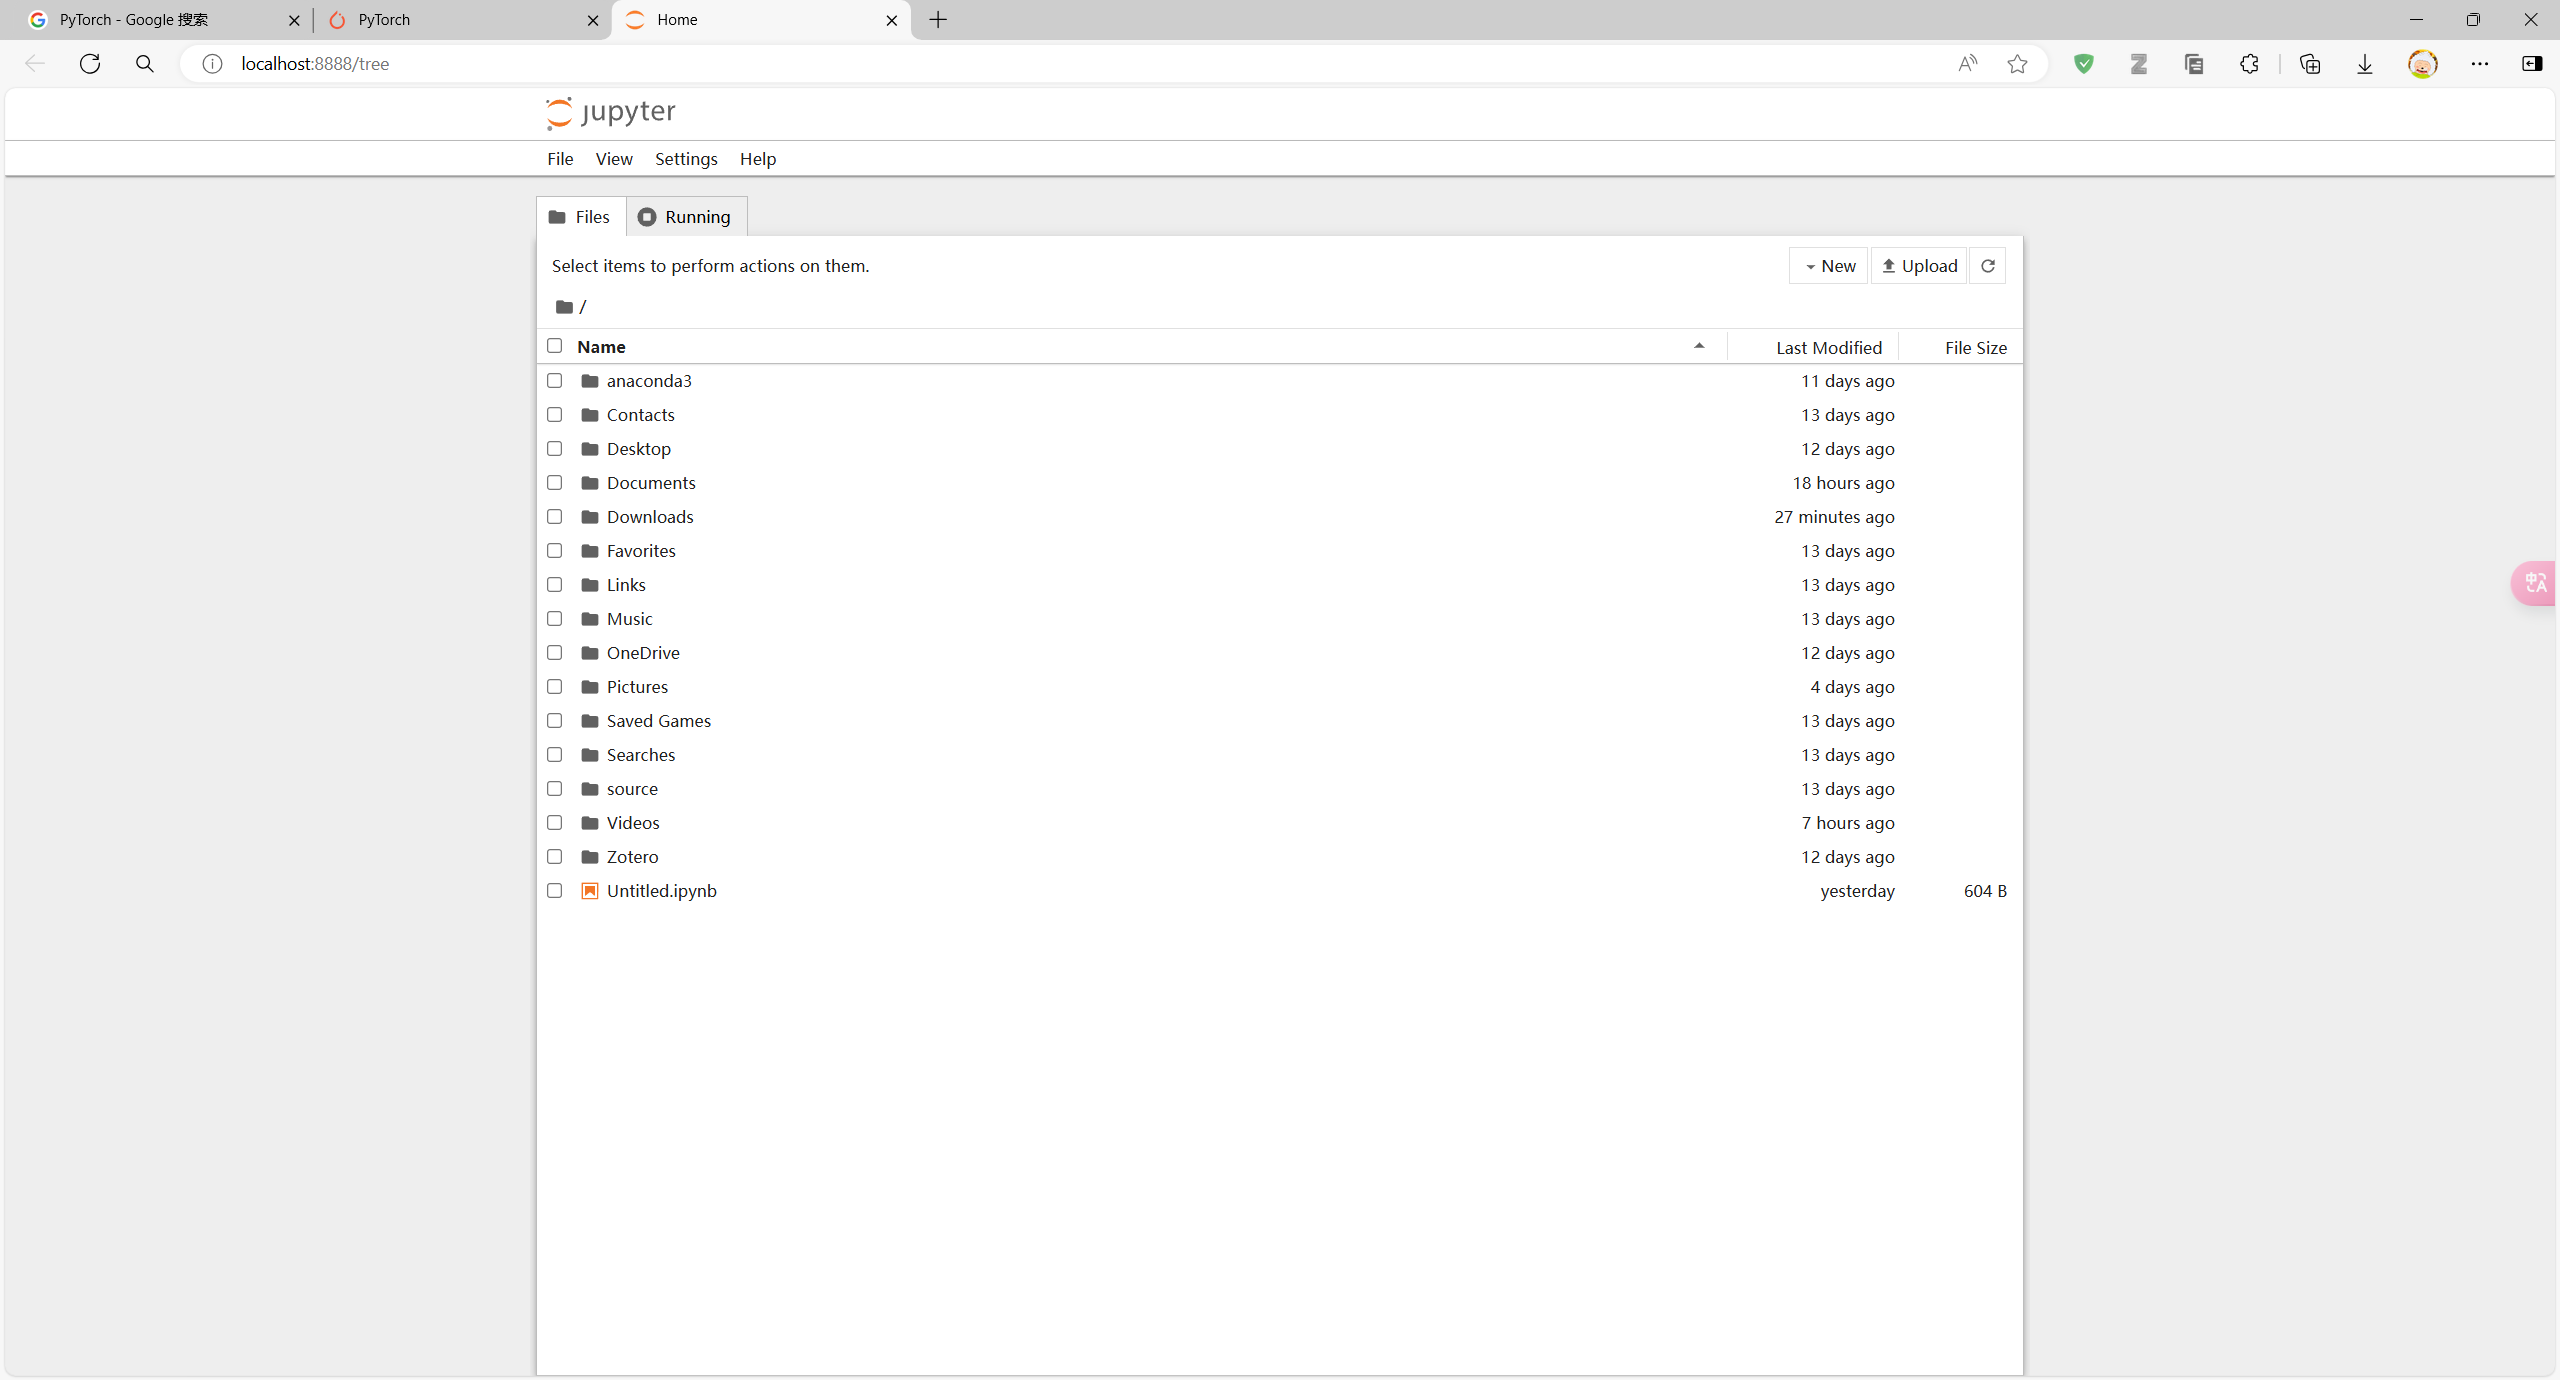 PyTorch - Google 搜索
PyTorch
Home
localhost:8888/tree
jupyter
File View Settings Help
Files Running
Select items to perform actions on them.
New Upload
/
Name Last Modified File Size
anaconda3 11 days ago
Contacts 13 days ago
Desktop 12 days ago
Documents 18 hours ago
Downloads 27 minutes ago
Favorites 13 days ago
Links 13 days ago
Music 13 days ago
OneDrive 12 days ago
Pictures 4 days ago
Saved Games 13 days ago
Searches 13 days ago
source 13 days ago
Videos 7 hours ago
Zotero 12 days ago
Untitled.ipynb yesterday 604 B